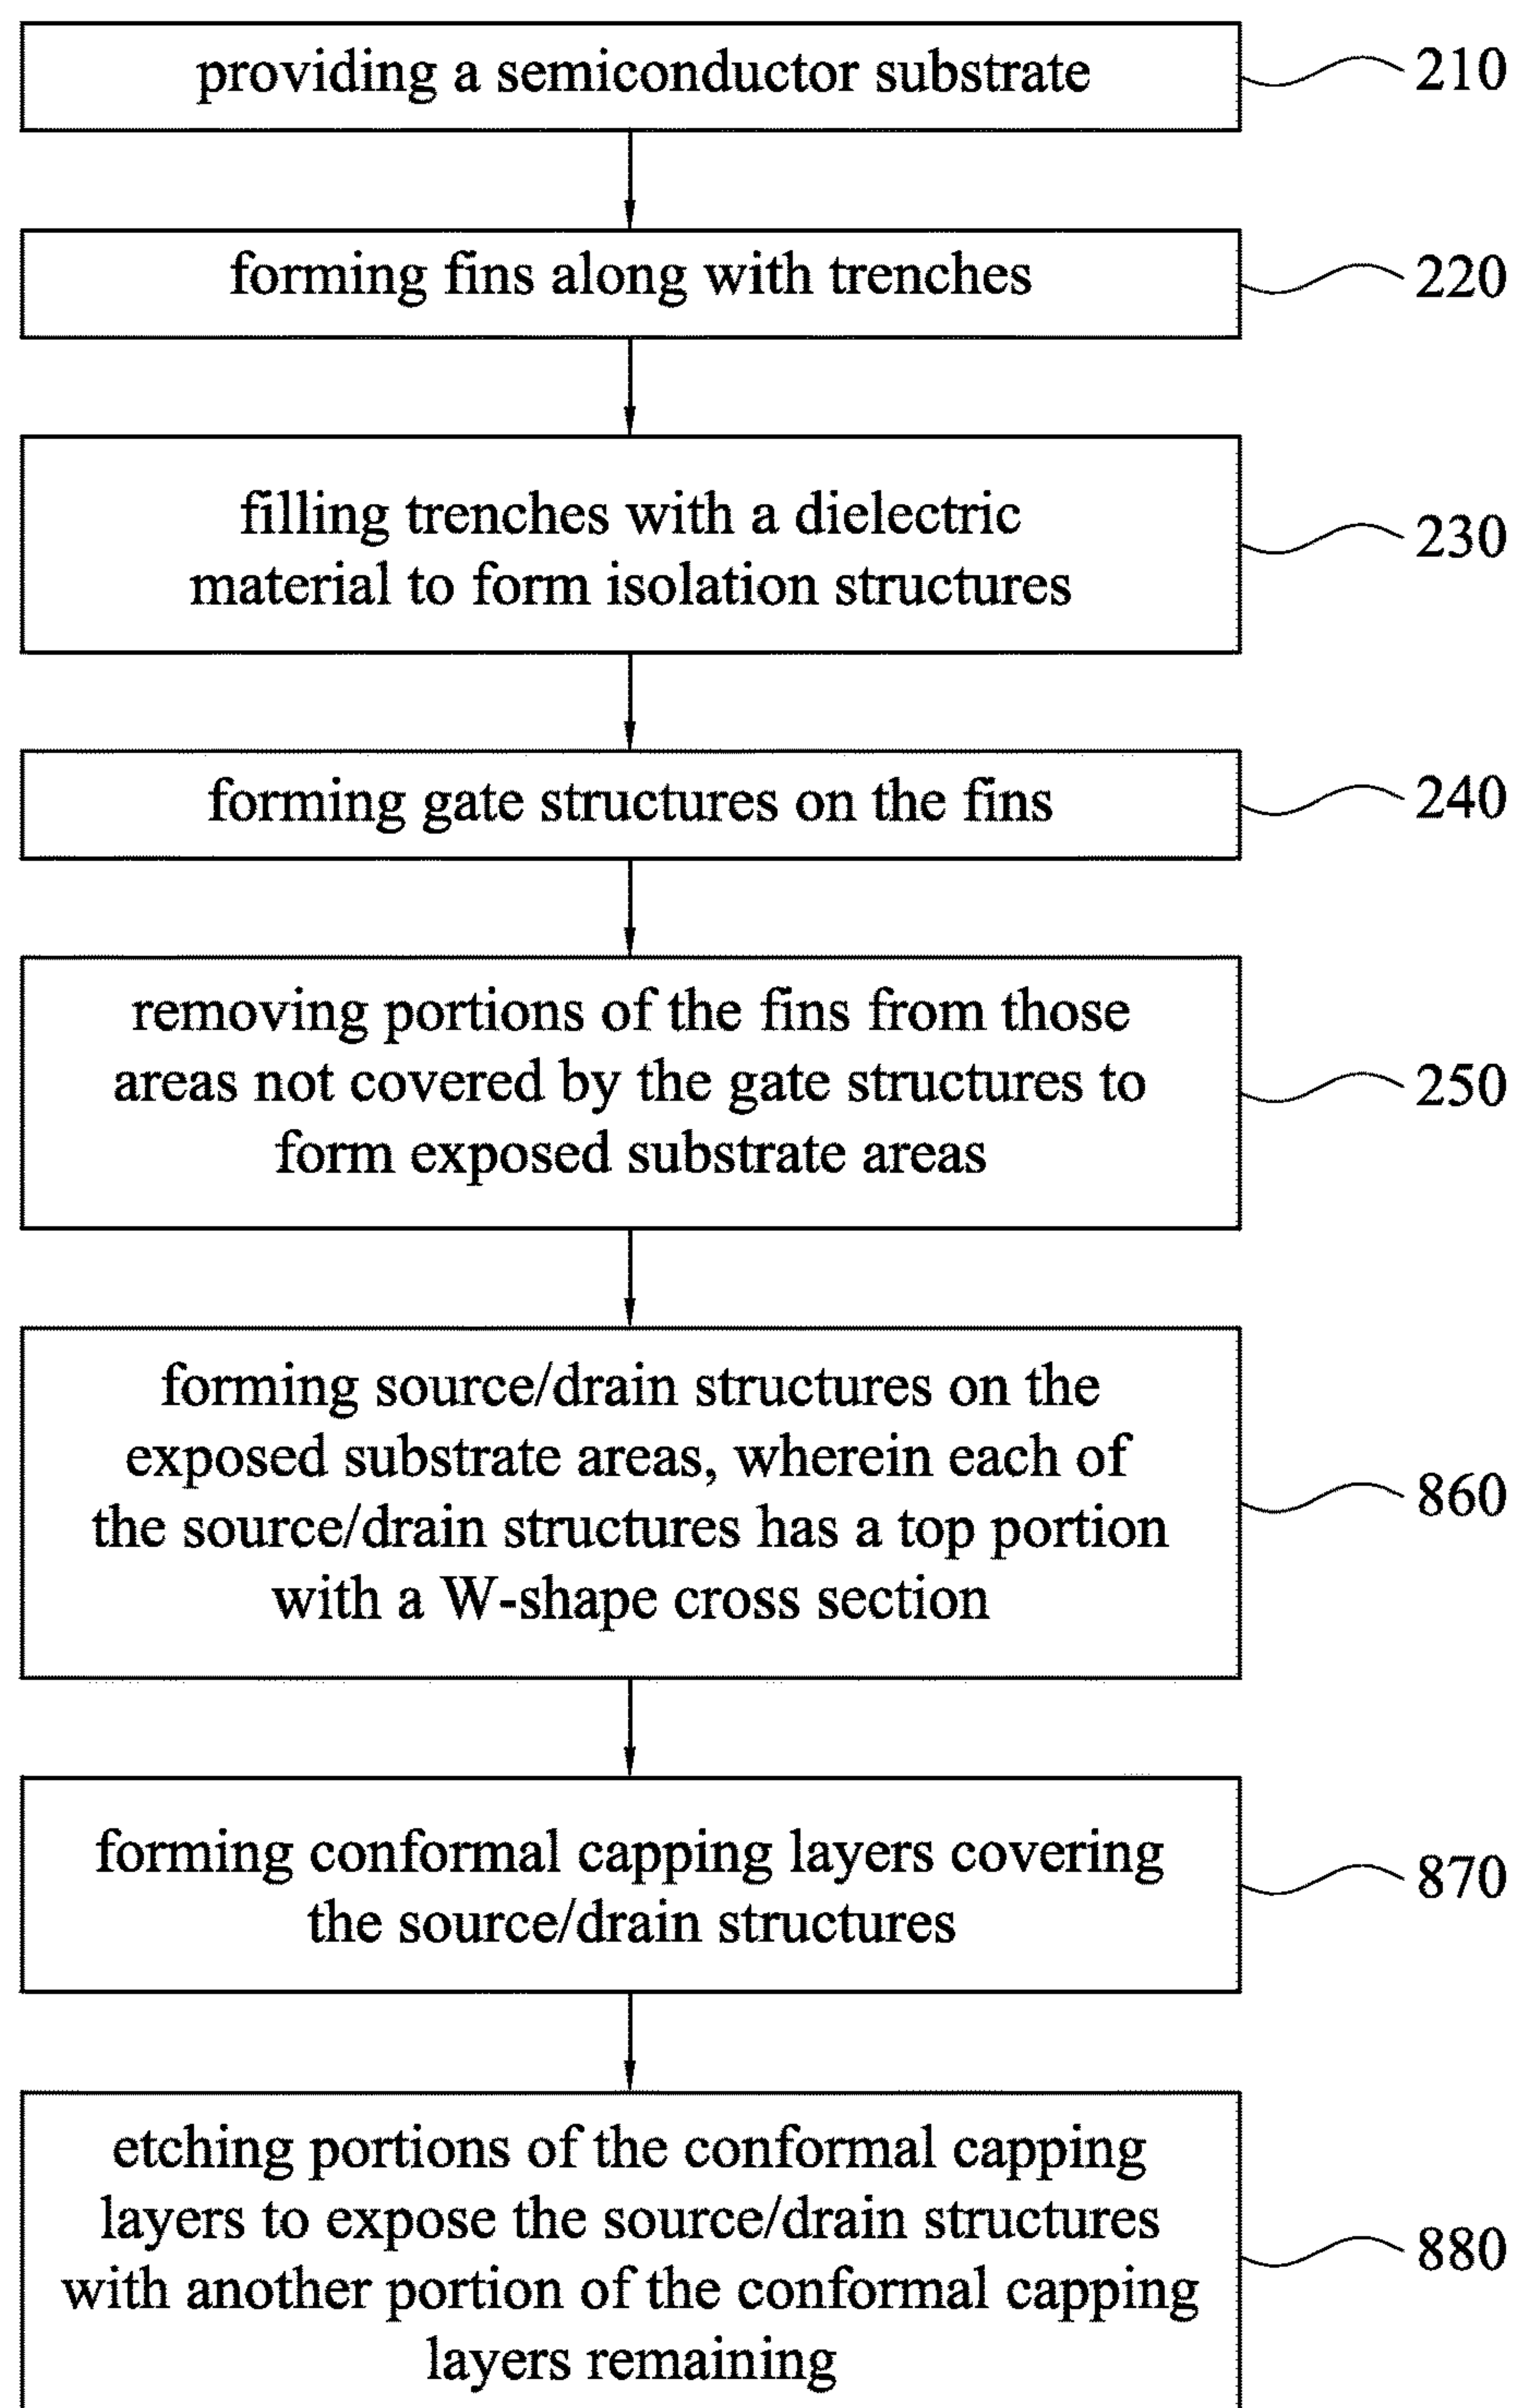 providing a semiconductor substrate
210
forming fins along with trenches
220
filling trenches with a dielectric
material to form isolation structures
230
forming gate structures on the fins
240
removing portions of the fins from those
areas not covered by the gate structures to
form exposed substrate areas
250
forming source/drain structures on the
exposed substrate areas, wherein each of
the source/drain structures has a top portion
with a W-shape cross section
860
forming conformal capping layers covering
the source/drain structures
870
etching portions of the conformal capping
layers to expose the source/drain structures
with another portion of the conformal capping
layers remaining
880